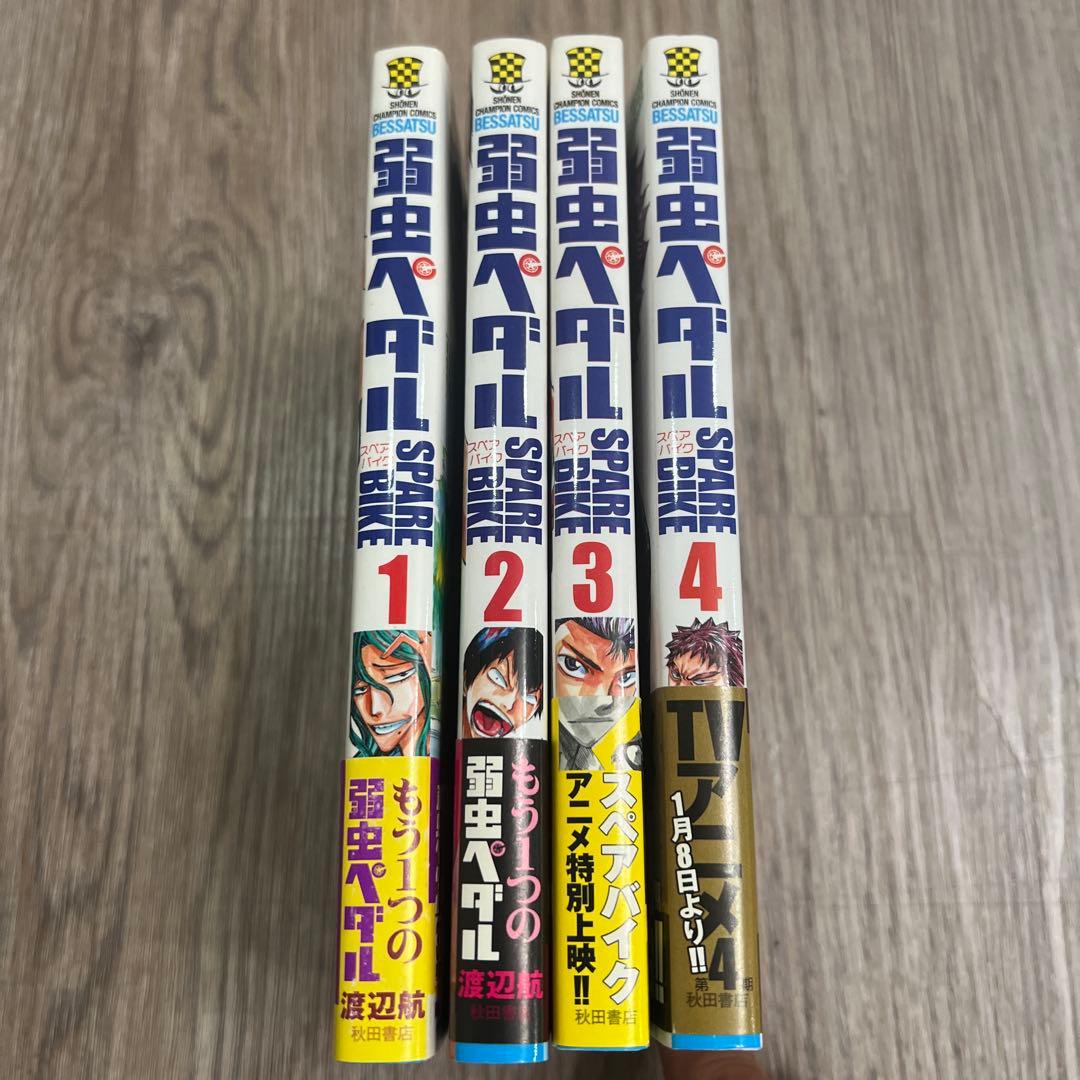 SHŌNEN
CHAMPION COMICS
BESSATSU
弱虫ペダル
スペア
バイク
SPARE
BIKE
1
もう1つの
弱虫ペダル
渡辺航
秋田書店
SHŌNEN
CHAMPION COMICS
BESSATSU
弱虫ペダル
スペア
バイク
SPARE
BIKE
2
もう1つの
弱虫ペダル
渡辺航
秋田書店
SHŌNEN
CHAMPION COMICS
BESSATSU
弱虫ペダル
スペア
バイク
SPARE
BIKE
3
スペアバイク
アニメ特別上映!!
秋田書店
SHŌNEN
CHAMPION COMICS
BESSATSU
弱虫ペダル
スペア
バイク
SPARE
BIKE
4
TVアニメ
第4期
1月8日より!!
秋田書店